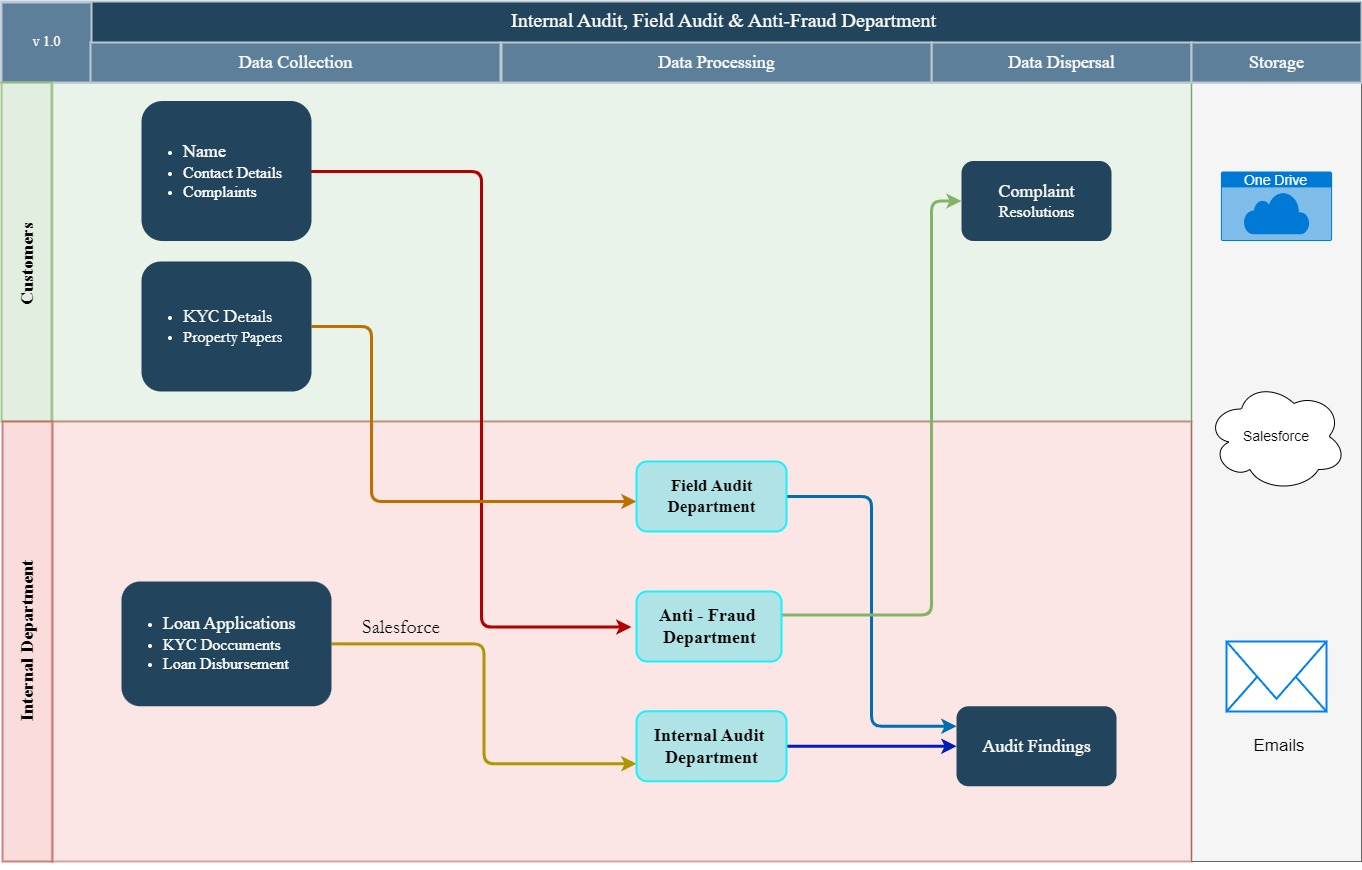 Internal Audit, Field Audit & Anti-Fraud Department
v 1.0
Data Collection
Data Processing
Data Dispersal
Storage
Customers
Name
Contact Details
Complaints
Complaint
Resolutions
One Drive
KYC Details
Property Papers
Salesforce
Internal Department
Field Audit
Department
Loan Applications
KYC Doccuments
Loan Disbursement
Salesforce
Anti - Fraud
Department
Internal Audit
Department
Audit Findings
Emails